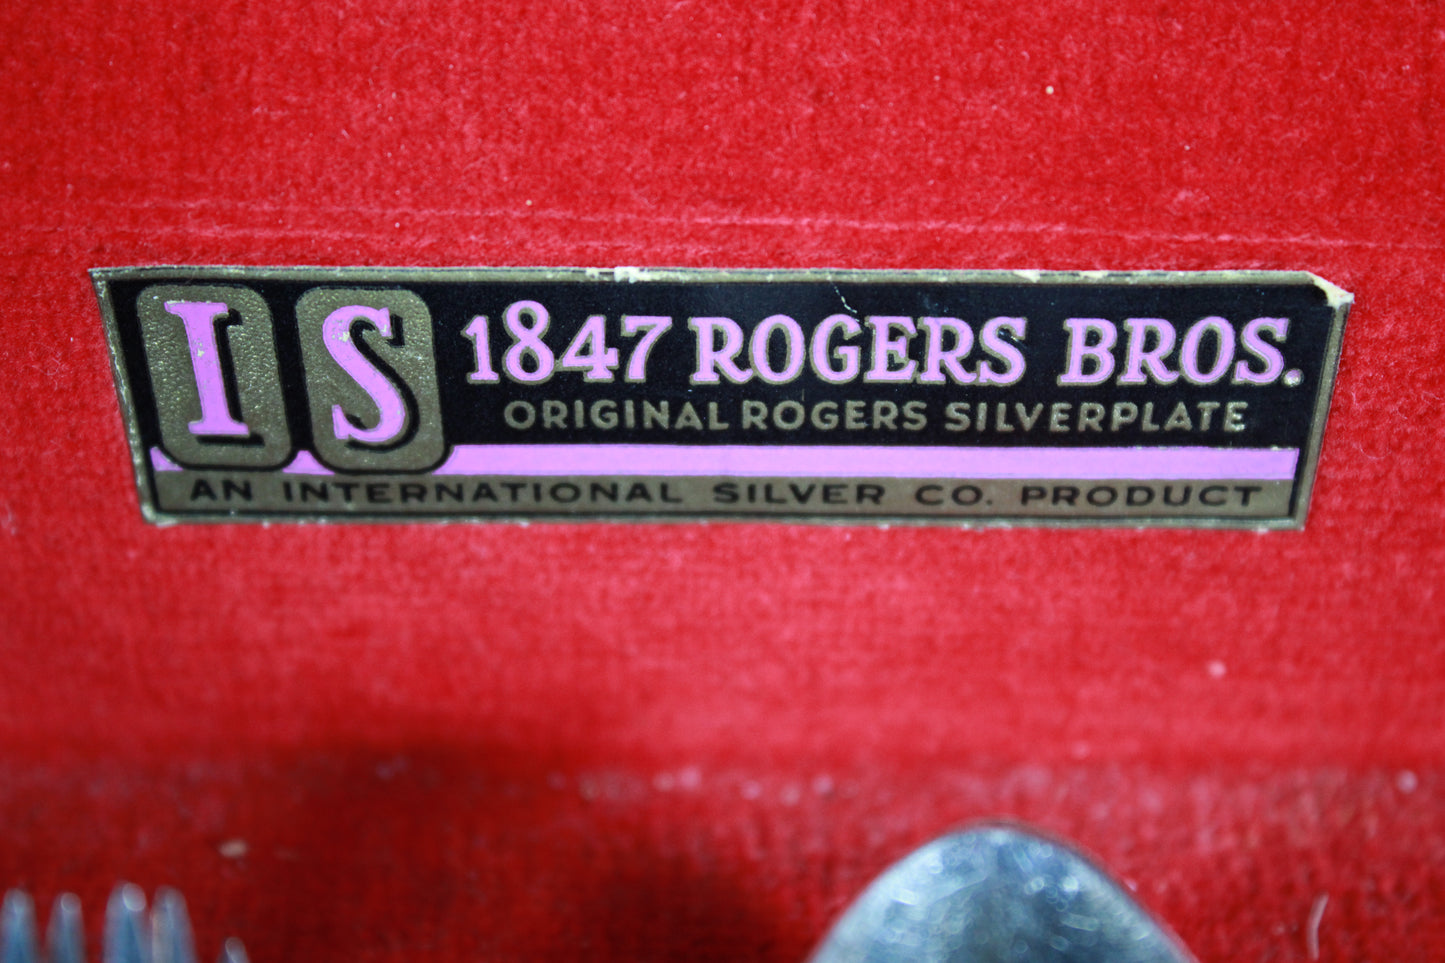 IS 1847 ROGERS BROS.
ORIGINAL ROGERS SILVERPLATE
AN INTERNATIONAL SILVER CO. PRODUCT